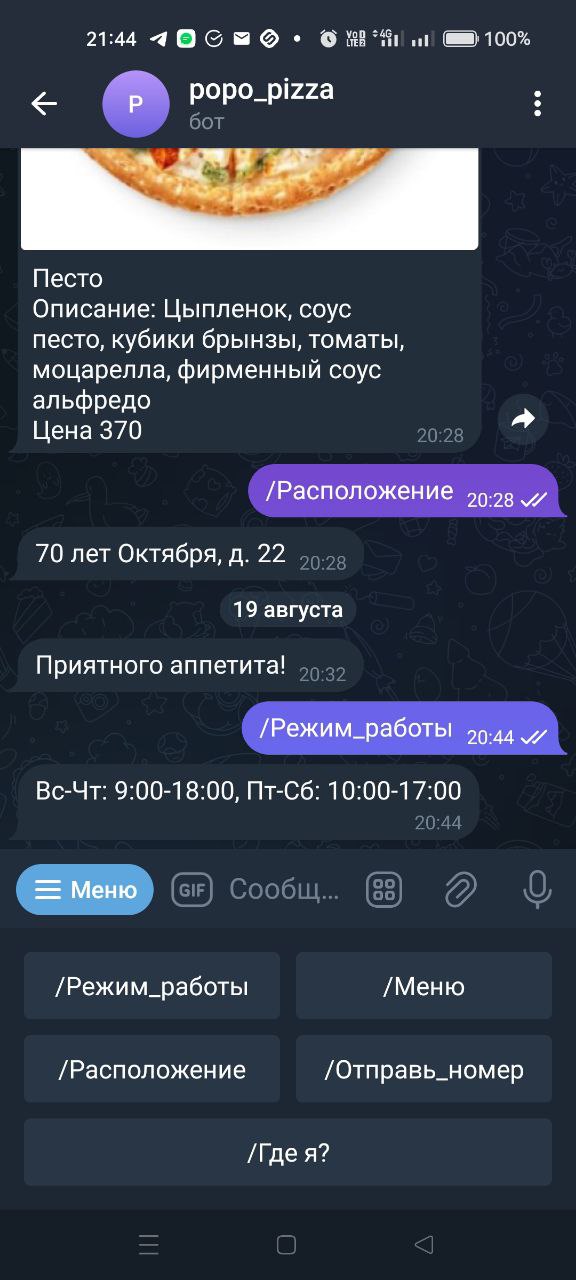 21:44 VoD LTE2 4G 100%
P popo_pizza
бот
Песто
Описание: Цыпленок, соус
песто, кубики брынзы, томаты,
моцарелла, фирменный соус
альфредо
Цена 370 20:28
/Расположение 20:28
70 лет Октября, д. 22 20:28
19 августа
Приятного аппетита! 20:32
/Режим_работы 20:44
Вс-Чт: 9:00-18:00, Пт-Сб: 10:00-17:00
20:44
Меню GIF Сообщ...
/Режим_работы /Меню
/Расположение /Отправь_номер
/Где я?